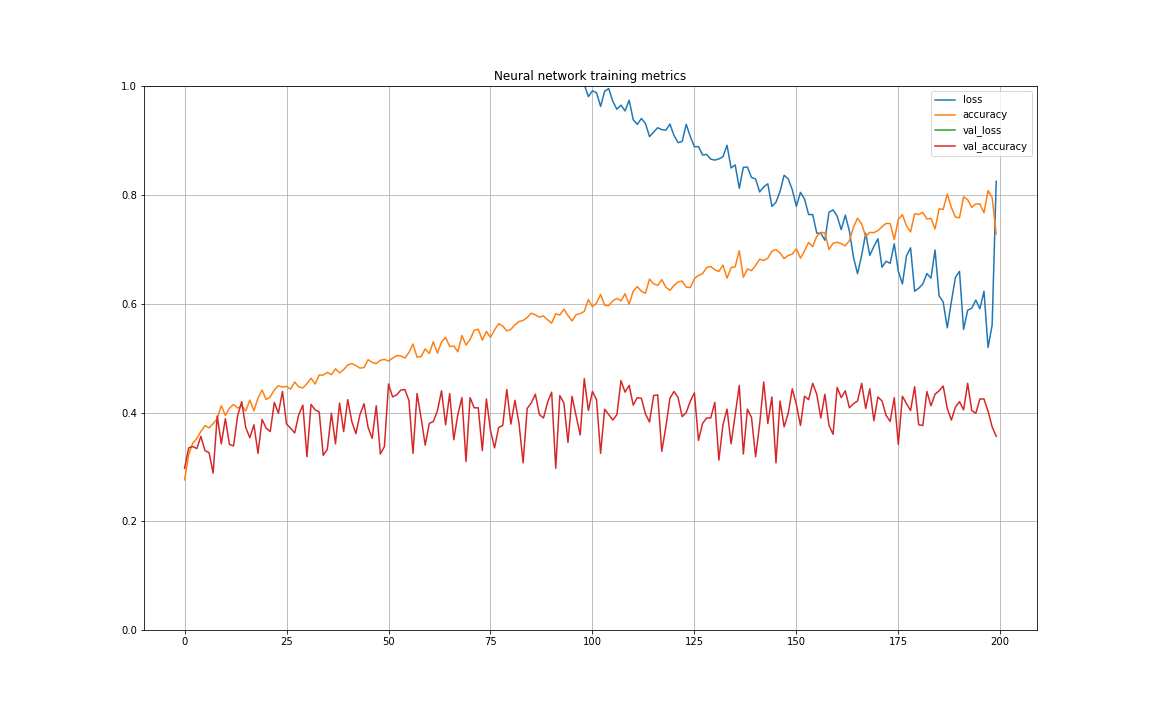 Neural network training metrics
1.0
0.8
0.6
0.4
0.2
0.0
loss
accuracy
val_loss
val_accuracy
0 25 50 75 100 125 150 175 200